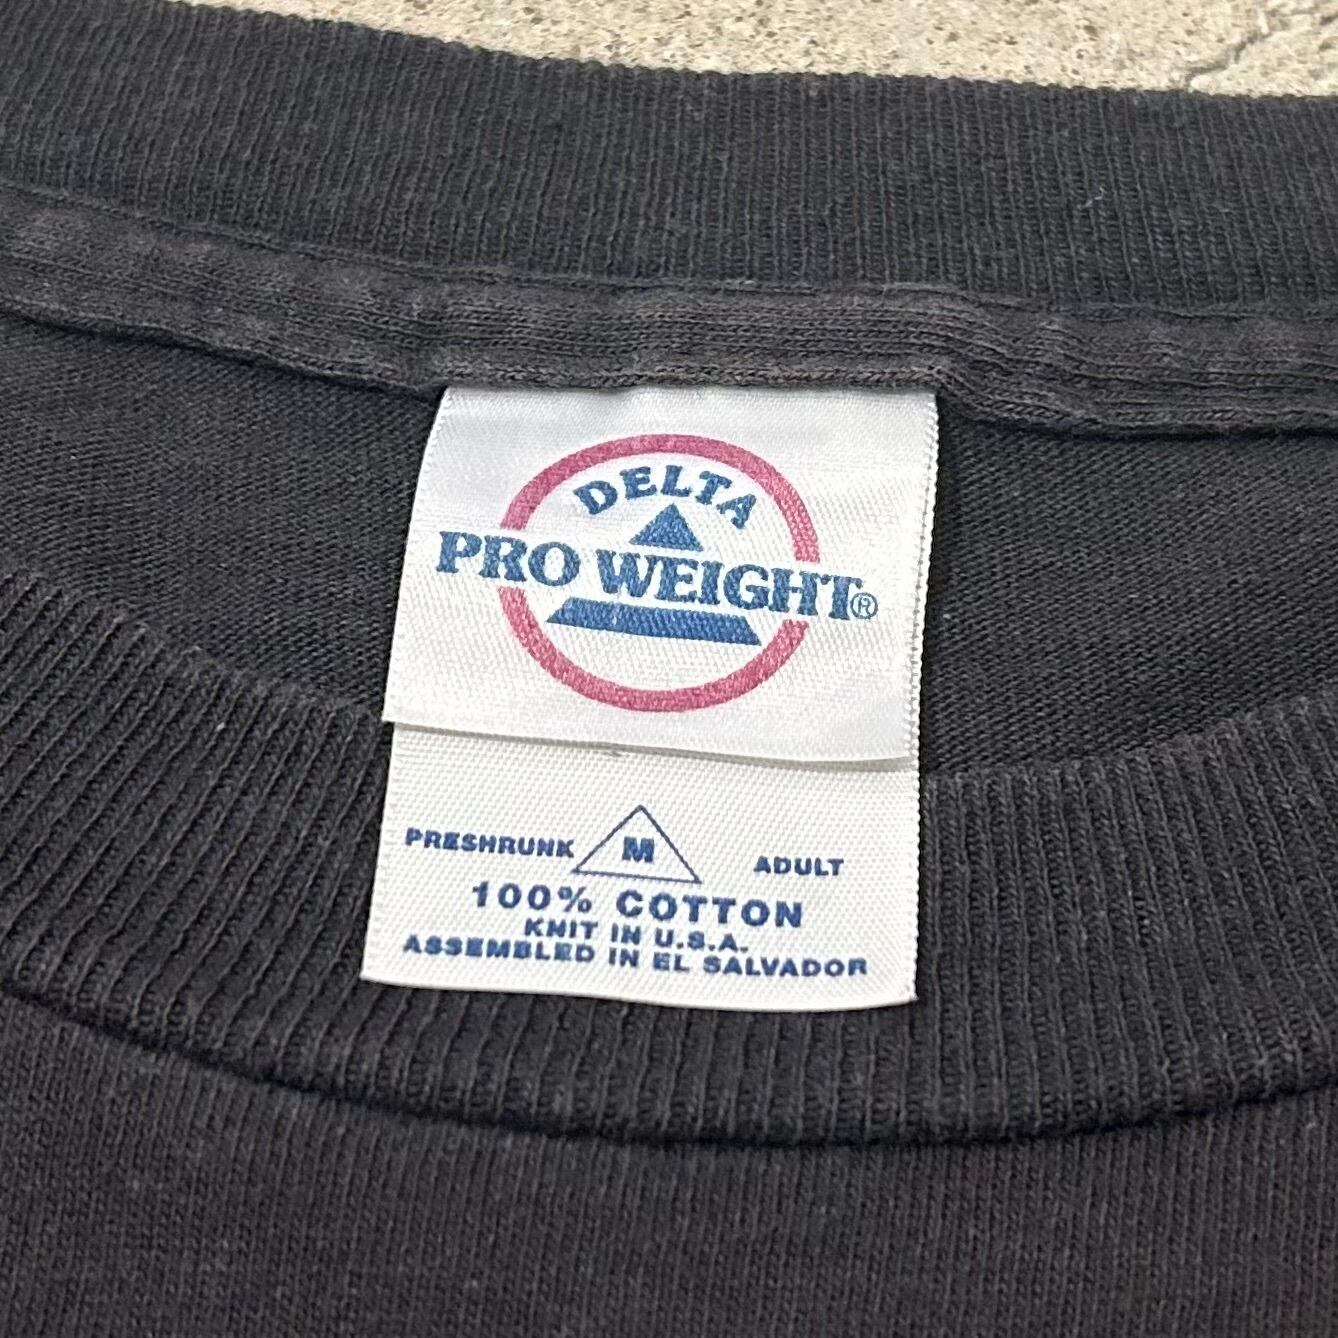 DELTA
PRO WEIGHT®
PRESHRUNK M ADULT
100% COTTON
KNIT IN U.S.A.
ASSEMBLED IN EL SALVADOR